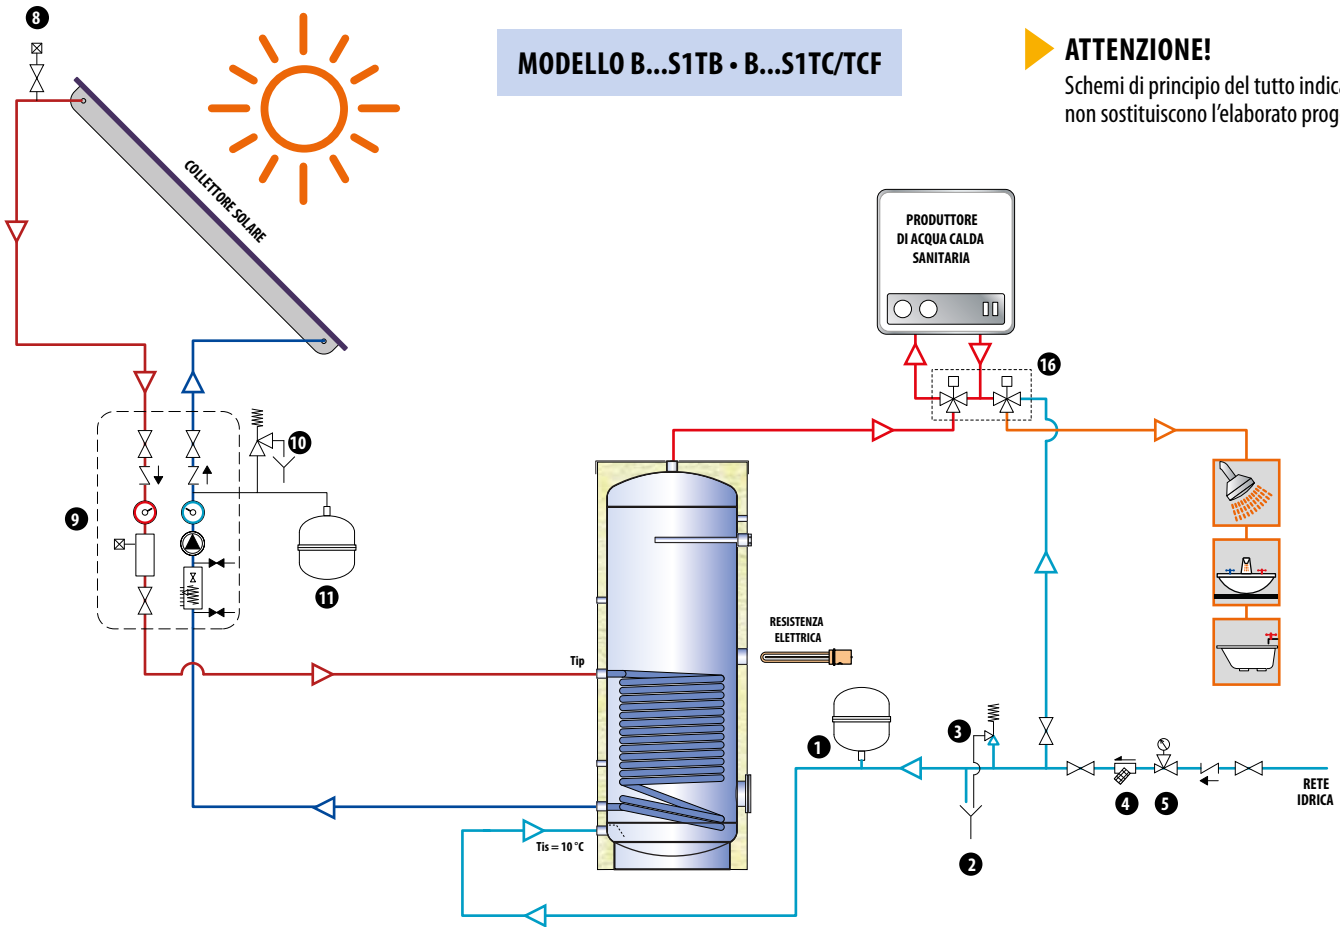 8
MODELLO B...S1TB • B...S1TC/TCF
ATTENZIONE!
Schemi di principio del tutto indica
non sostituiscono l'elaborato prog
COLLETTORE SOLARE
PRODUTTORE
DI ACQUA CALDA
SANITARIA
16
10
9
11
RESISTENZA
ELETTRICA
Tip
1
3
4
5
RETE
IDRICA
Tis = 10 °C
2